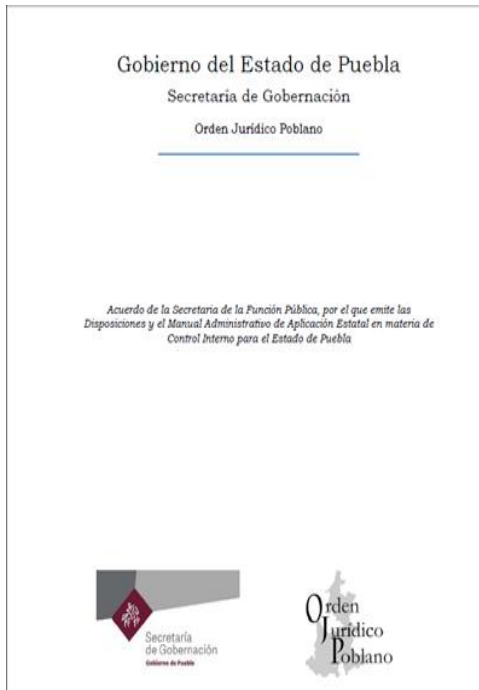 Gobierno del Estado de Puebla
Secretaría de Gobernación
Orden Jurídico Poblano
Acuerdo de la Secretaria de la Función Pública, por el que emite las
Disposiciones y el Manual Administrativo de Aplicación Estatal en materia de
Control Interno para el Estado de Puebla
Secretaría
de Gobernación
Gobierno de Puebla
Orden
Jurídico
Poblano